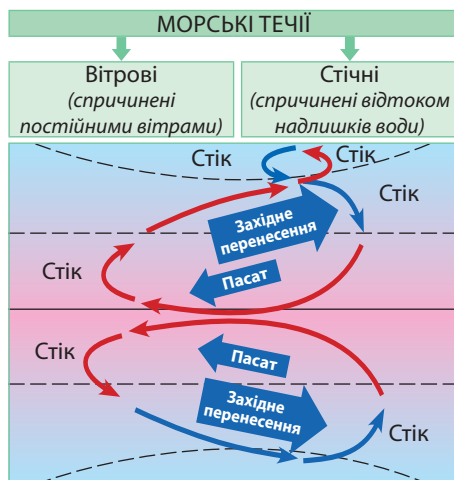 МОРСЬКІ ТЕЧІЇ
Вітрові
(спричинені
постійними вітрами)
Стічні
(спричинені відтоком
надлишків води)
Стік
Стік
Стік
Західне
перенесення
Стік
Пасат
Стік
Пасат
Західне
перенесення
Стік